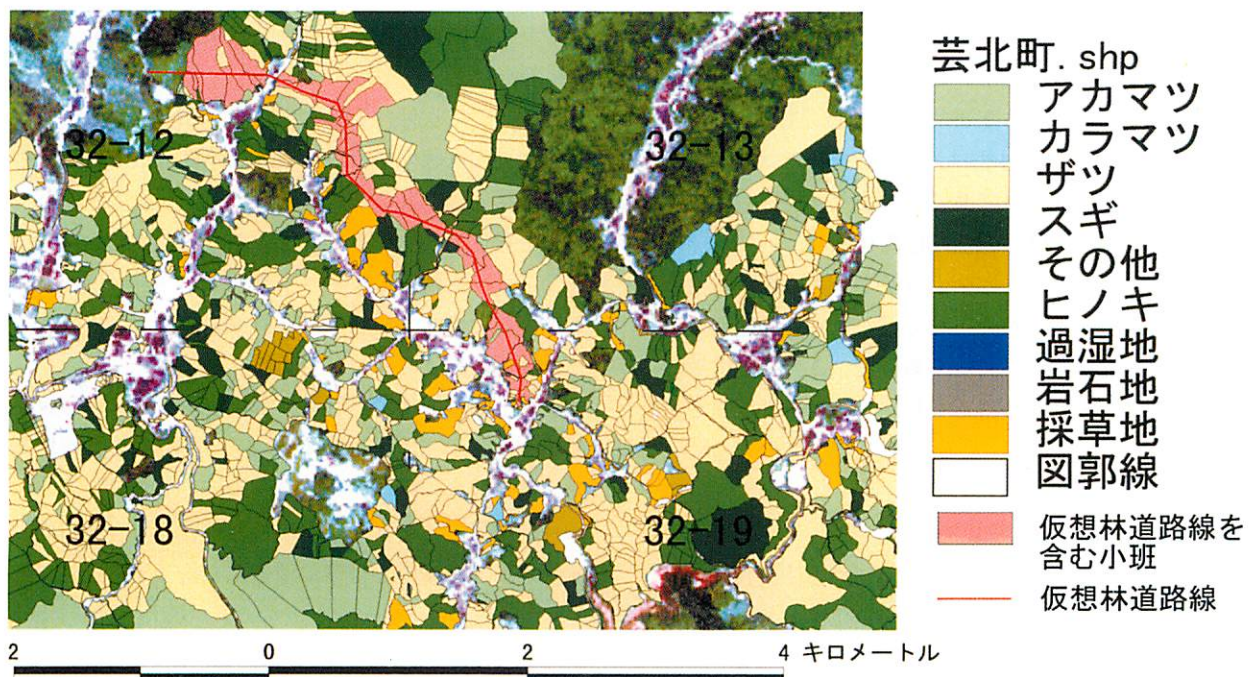 32-12
32-13
32-18
32-19
2 0 2 4 キロメートル
芸北町. shp
アカマツ
カラマツ
ザツ
スギ
その他
ヒノキ
過湿地
岩石地
採草地
図郭線
仮想林道路線を
含む小班
仮想林道路線